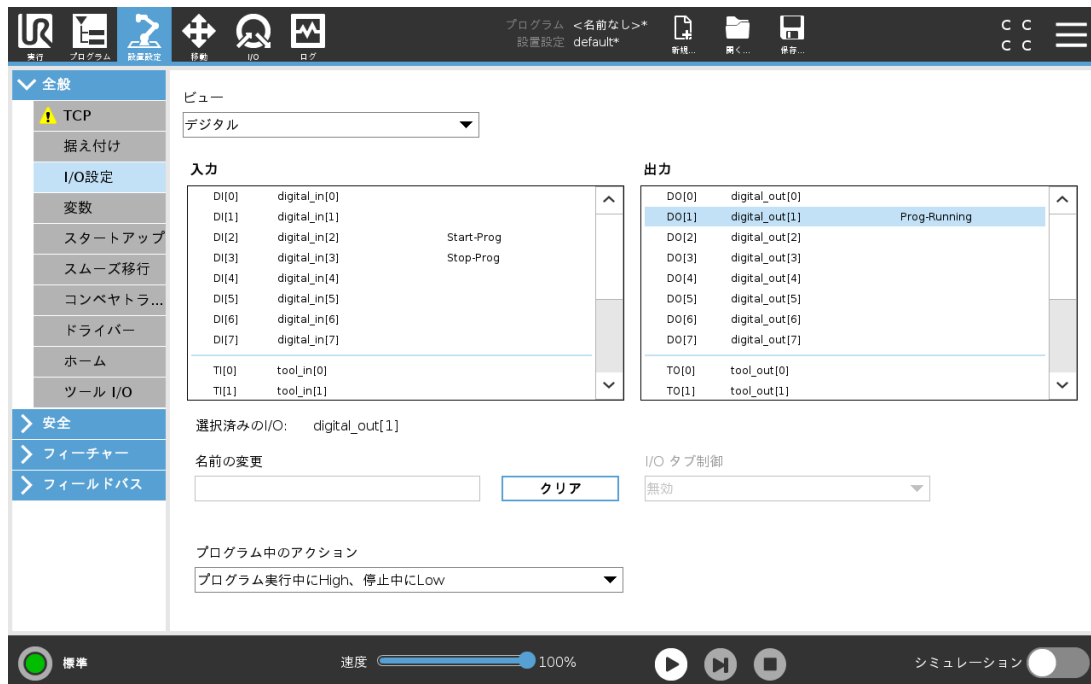 プログラム <名前なし>*
設置設定 default*
実行 プログラム 設置設定 移動 I/O ログ 新規... 開く... 保存...
C C
C C
全般
TCP
据え付け
I/O設定
変数
スタートアップ
スムーズ移行
コンベヤトラ...
ドライバー
ホーム
ツール I/O
安全
フィーチャー
フィールドバス
ビュー
デジタル
入力
DI[0] digital_in[0]
DI[1] digital_in[1]
DI[2] digital_in[2] Start-Prog
DI[3] digital_in[3] Stop-Prog
DI[4] digital_in[4]
DI[5] digital_in[5]
DI[6] digital_in[6]
DI[7] digital_in[7]
TI[0] tool_in[0]
TI[1] tool_in[1]
出力
DO[0] digital_out[0]
DO[1] digital_out[1] Prog-Running
DO[2] digital_out[2]
DO[3] digital_out[3]
DO[4] digital_out[4]
DO[5] digital_out[5]
DO[6] digital_out[6]
DO[7] digital_out[7]
TO[0] tool_out[0]
TO[1] tool_out[1]
選択済みのI/O: digital_out[1]
名前の変更
クリア
I/O タブ制御
無効
プログラム中のアクション
プログラム実行中にHigh、停止中にLow
標準
速度 100%
シミュレーション